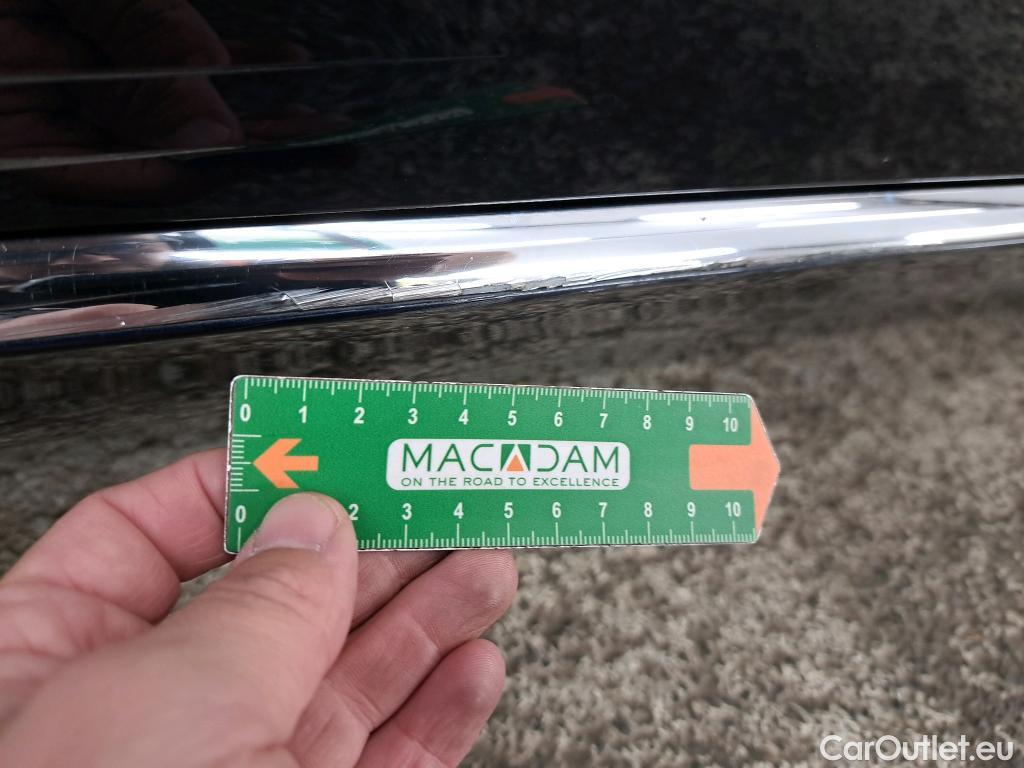 0 1 2 3 4 5 6 7 8 9 10
MACADAM
ON THE ROAD TO EXCELLENCE
0 2 3 4 5 6 7 8 9 10
CarOutlet.eu